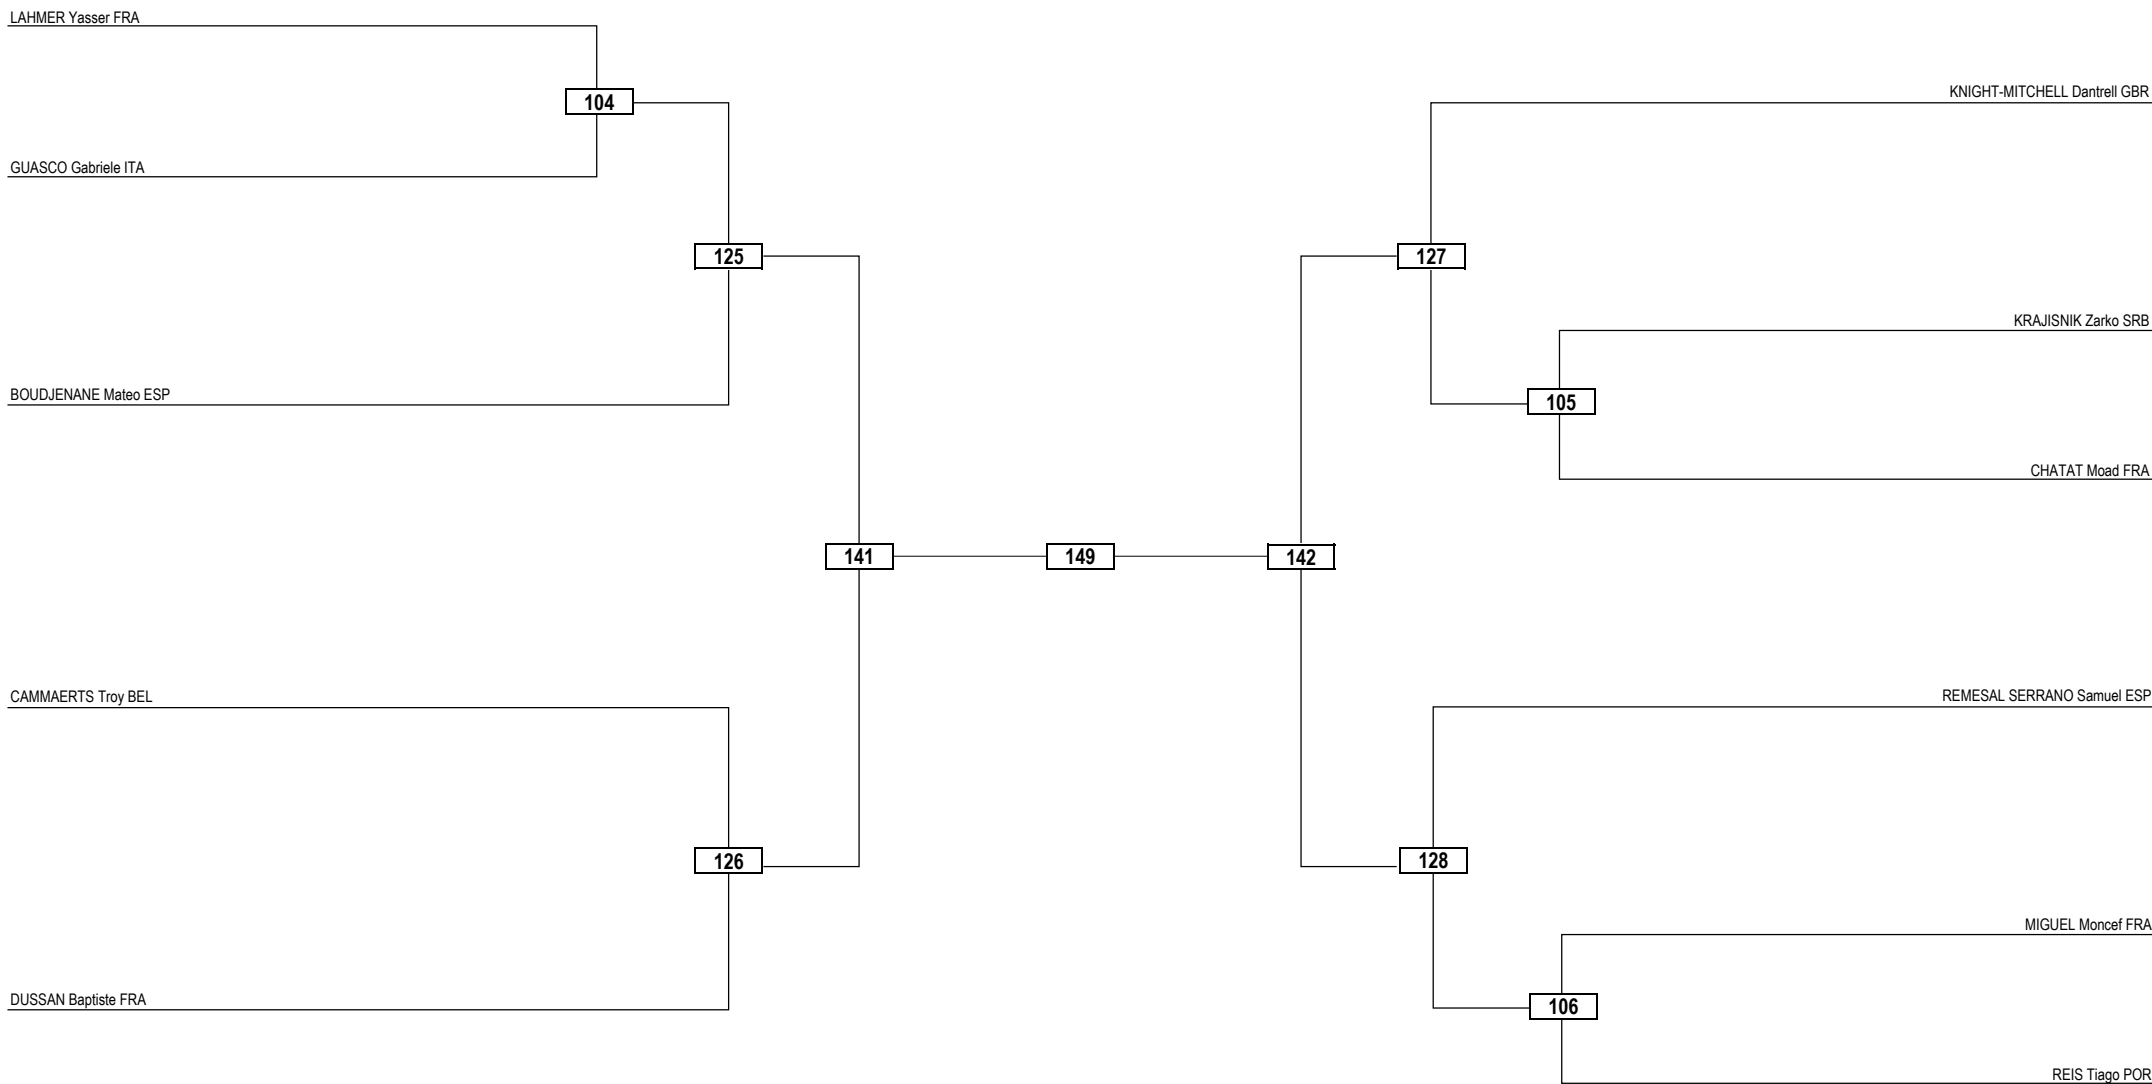 LAHMER Yasser FRA
104
GUASCO Gabriele ITA
125
BOUDJENANE Mateo ESP
141
CAMMAERTS Troy BEL
126
DUSSAN Baptiste FRA
149
KNIGHT-MITCHELL Dantrell GBR
127
KRAJISNIK Zarko SRB
105
CHATAT Moad FRA
142
REMESAL SERRANO Samuel ESP
128
MIGUEL Moncef FRA
106
REIS Tiago POR